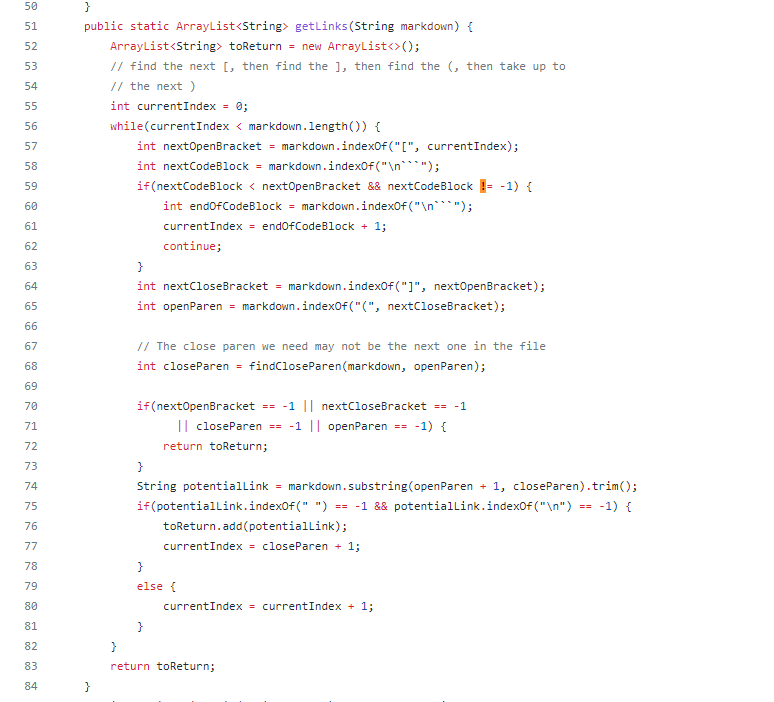 50 }
51 public static ArrayList<String> getLinks(String markdown) {
52 ArrayList<String> toReturn = new ArrayList<>();
53 // find the next [, then find the ], then find the (, then take up to
54 // the next )
55 int currentIndex = 0;
56 while(currentIndex < markdown.length()) {
57 int nextOpenBracket = markdown.indexOf("[", currentIndex);
58 int nextCodeBlock = markdown.indexOf("\n```");
59 if(nextCodeBlock < nextOpenBracket && nextCodeBlock != -1) {
60 int endOfCodeBlock = markdown.indexOf("\n```");
61 currentIndex = endOfCodeBlock + 1;
62 continue;
63 }
64 int nextCloseBracket = markdown.indexOf("]", nextOpenBracket);
65 int openParen = markdown.indexOf("(", nextCloseBracket);
66
67 // The close paren we need may not be the next one in the file
68 int closeParen = findCloseParen(markdown, openParen);
69
70 if(nextOpenBracket == -1 || nextCloseBracket == -1
71 || closeParen == -1 || openParen == -1) {
72 return toReturn;
73 }
74 String potentialLink = markdown.substring(openParen + 1, closeParen).trim();
75 if(potentialLink.indexOf(" ") == -1 && potentialLink.indexOf("\n") == -1) {
76 toReturn.add(potentialLink);
77 currentIndex = closeParen + 1;
78 }
79 else {
80 currentIndex = currentIndex + 1;
81 }
82 }
83 return toReturn;
84 }